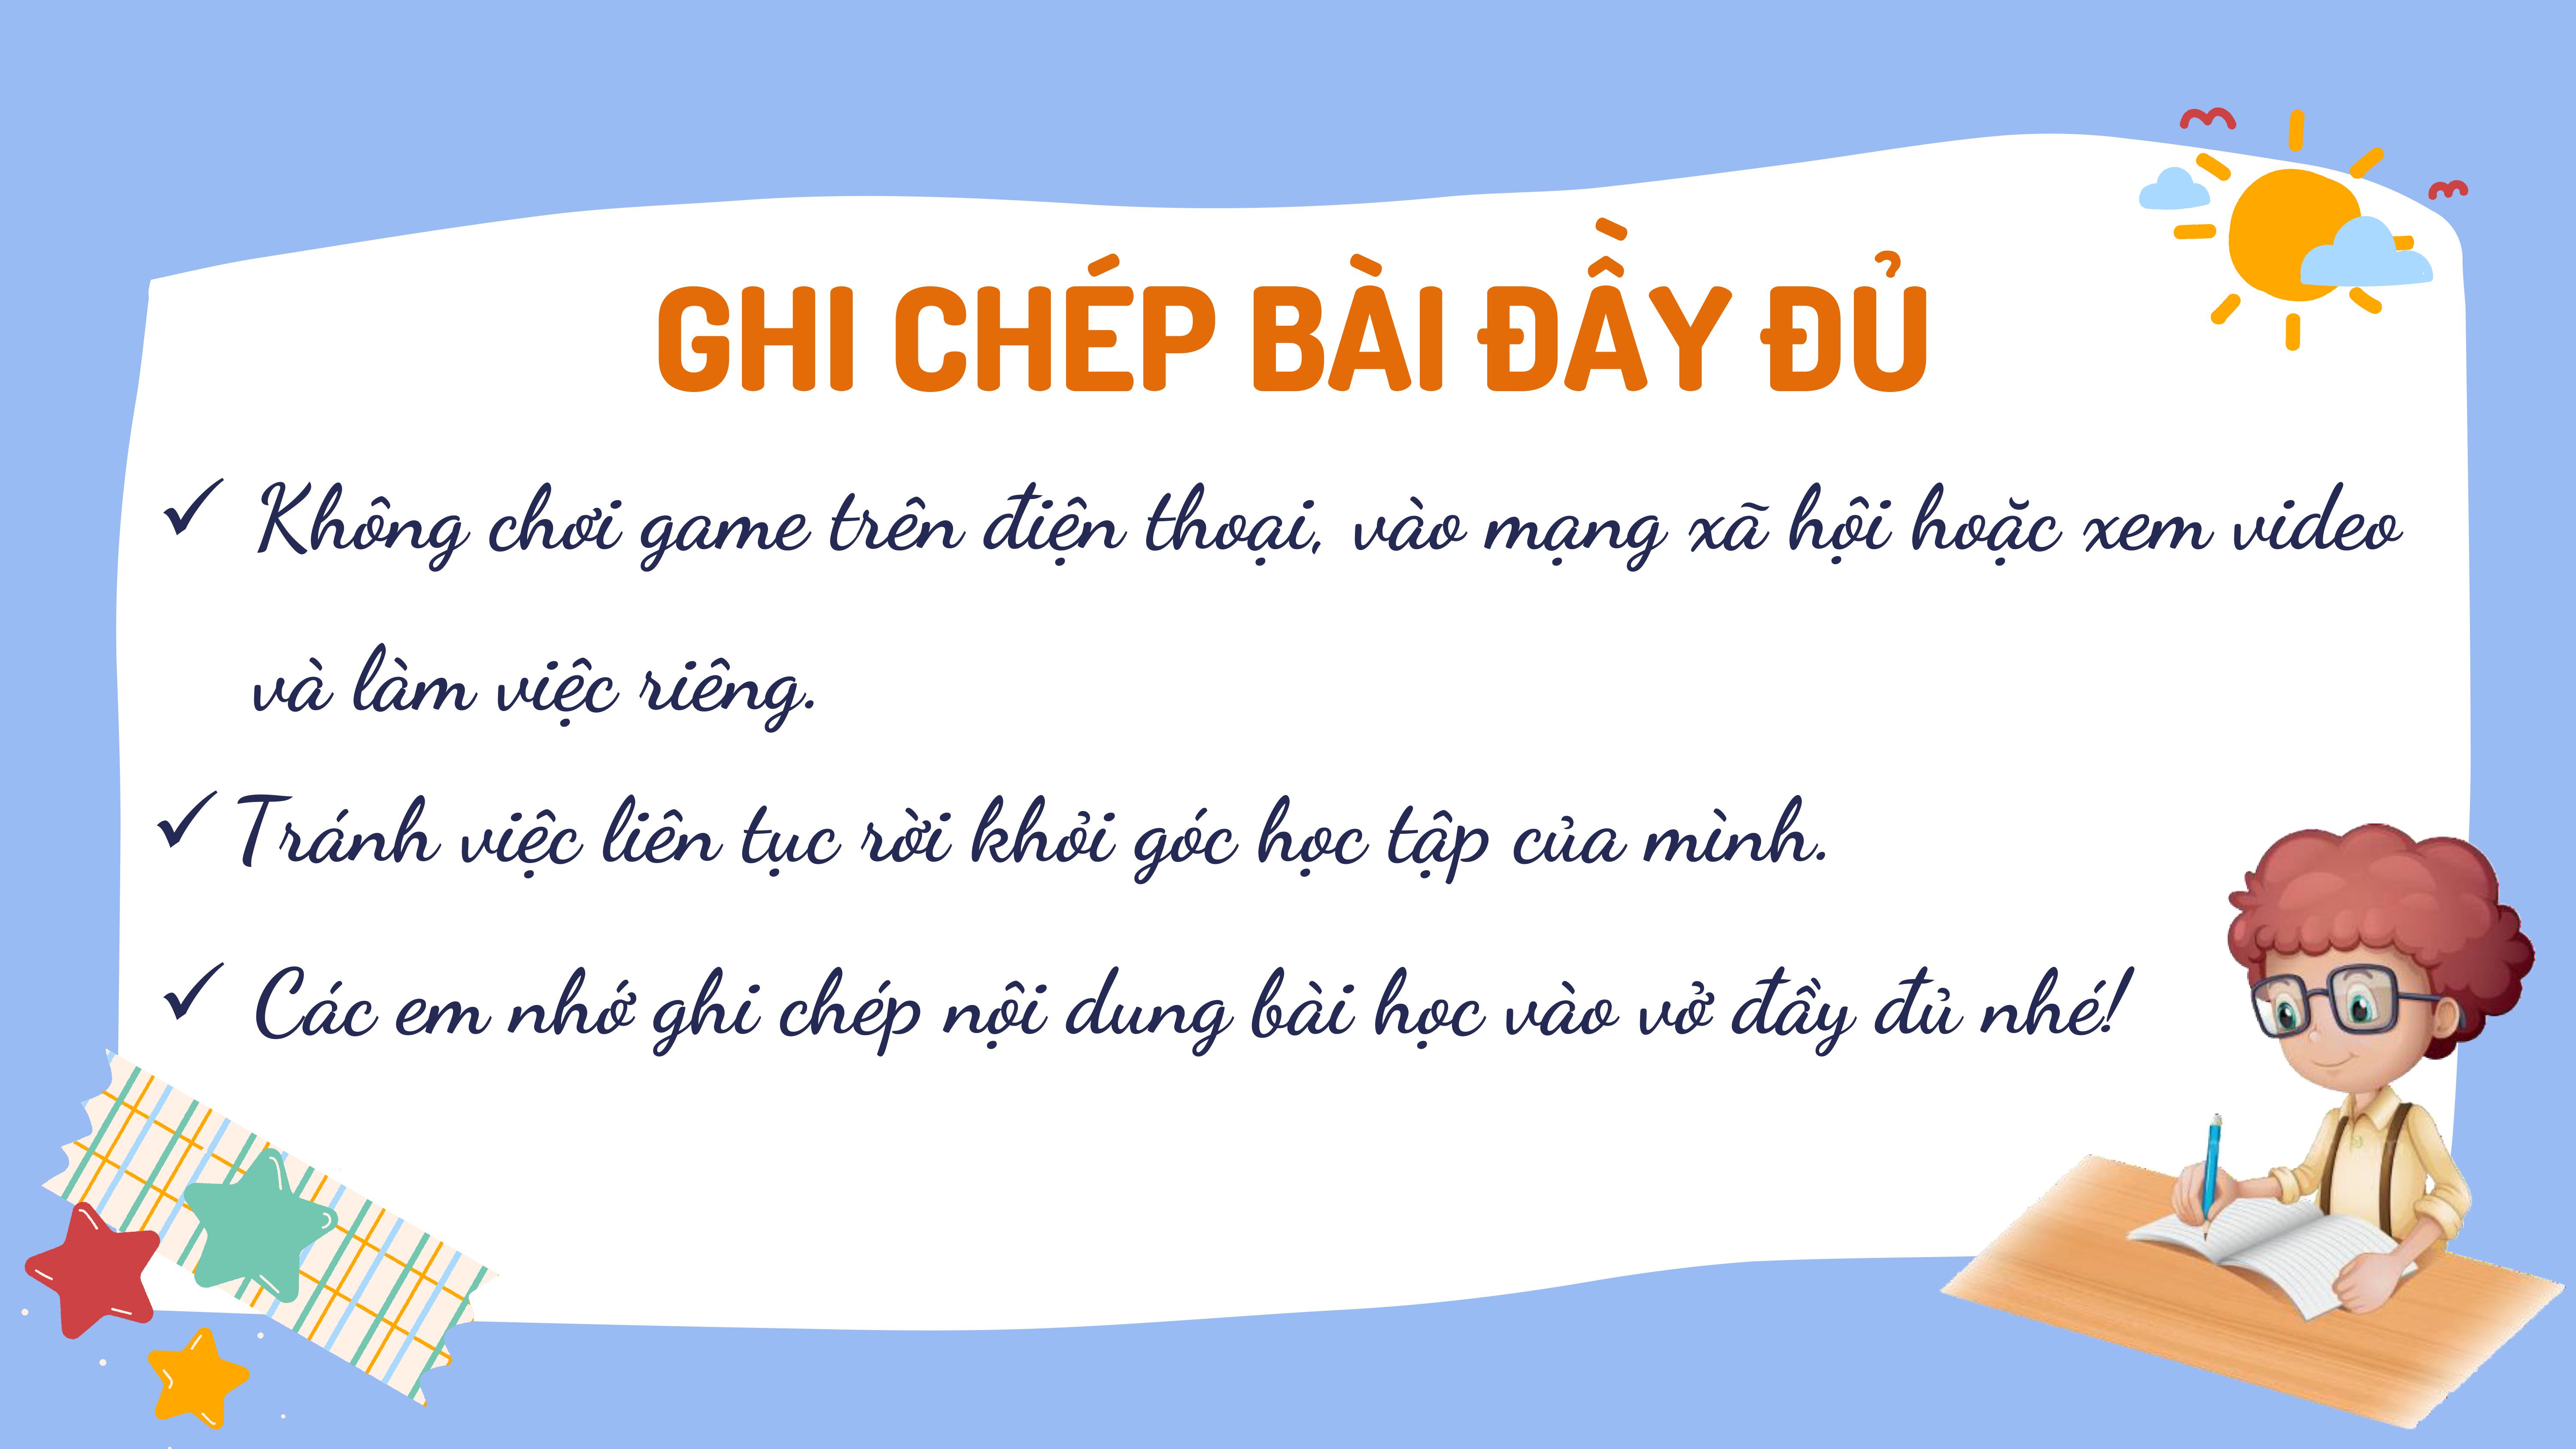 GHI CHÉP BÀI ĐẦY ĐỦ
✓ Không chơi game trên điện thoại, vào mạng xã hội hoặc xem video
và làm việc riêng.
✓ Tránh việc liên tục rời khỏi góc học tập của mình.
✓ Các em nhớ ghi chép nội dung bài học vào vở đầy đủ nhé!